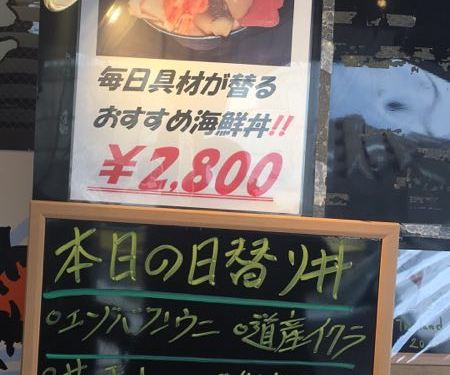 毎日具材が替る
おすすめ海鮮丼!!
￥2,800
本日の日替り丼
○エゾバフンウニ ○道産イクラ